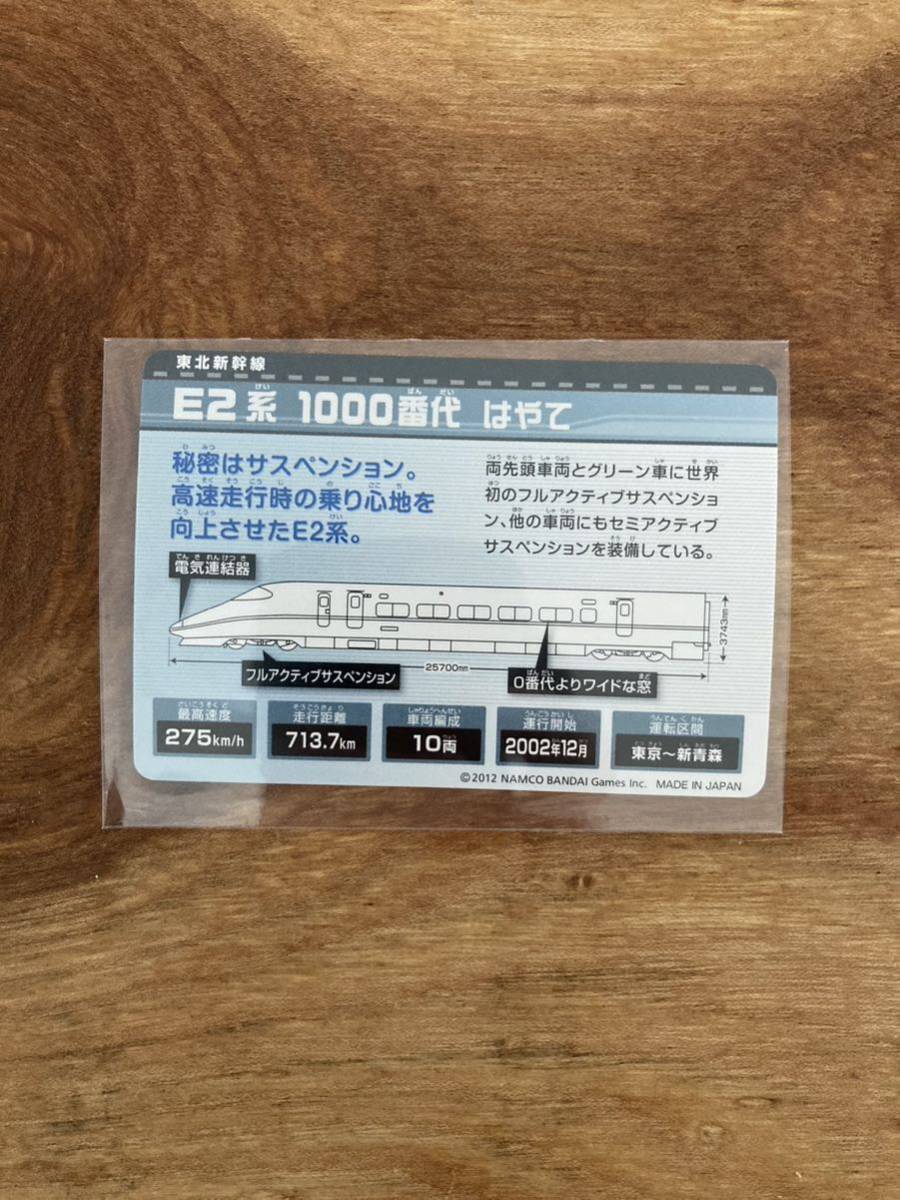 東北新幹線
E2系 1000番代 はやて
秘密はサスペンション。
高速走行時の乗り心地を
向上させたE2系。
両先頭車両とグリーン車に世界
初のフルアクティブサスペンショ
ン、他の車両にもセミアクティブ
サスペンションを装備している。
電気連結器
3743mm
25700mm
フルアクティブサスペンション
0番代よりワイドな窓
最高速度
275km/h
走行距離
713.7km
車両編成
10両
運行開始
2002年12月
運転区間
東京～新青森
©2012 NAMCO BANDAI Games Inc. MADE IN JAPAN